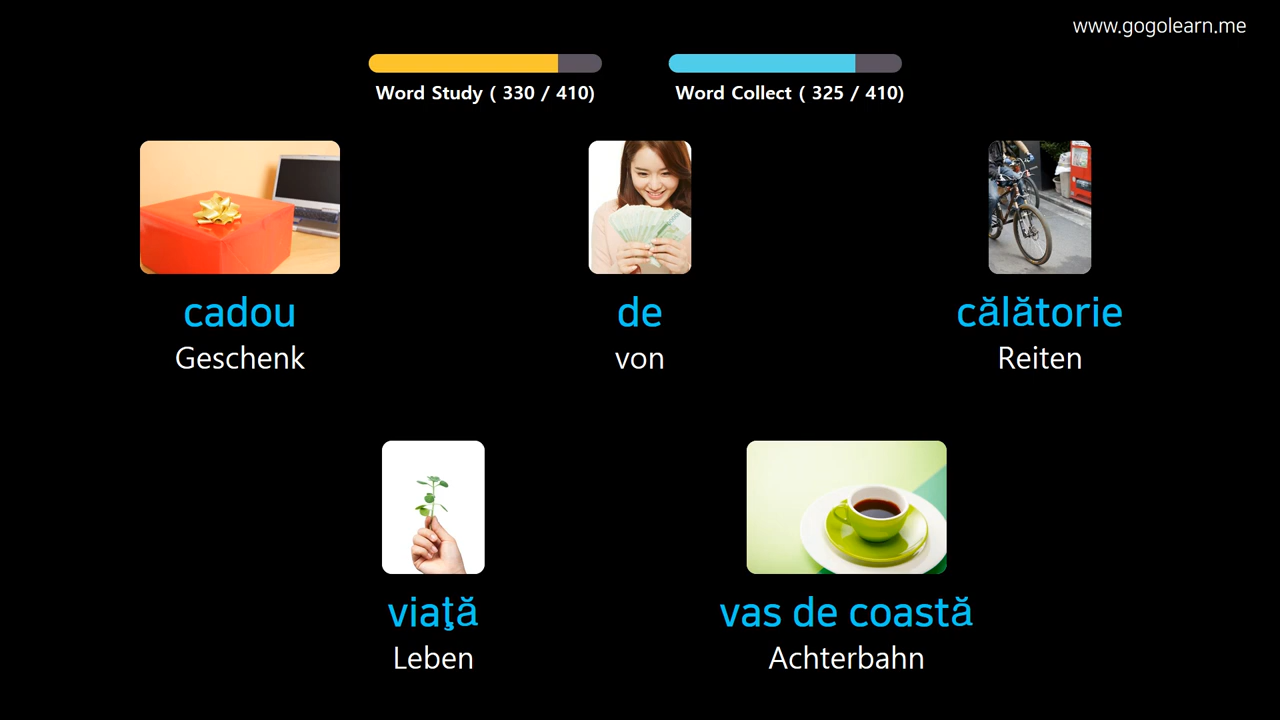 www.gogolearn.me
Word Study ( 330 / 410)
Word Collect ( 325 / 410)
cadou
Geschenk
de
von
călătorie
Reiten
viaţă
Leben
vas de coastă
Achterbahn